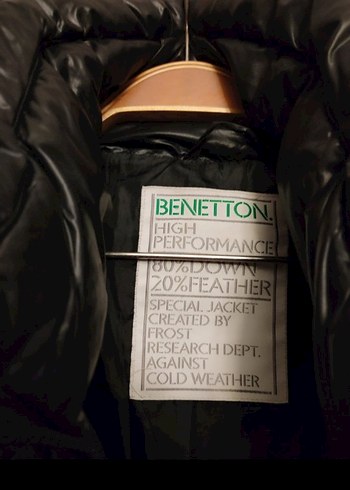 BENETTON.
HIGH
PERFORMANCE
80%DOWN
20%FEATHER
SPECIAL JACKET
CREATED BY
FROST
RESEARCH DEPT.
AGAINST
COLD WEATHER